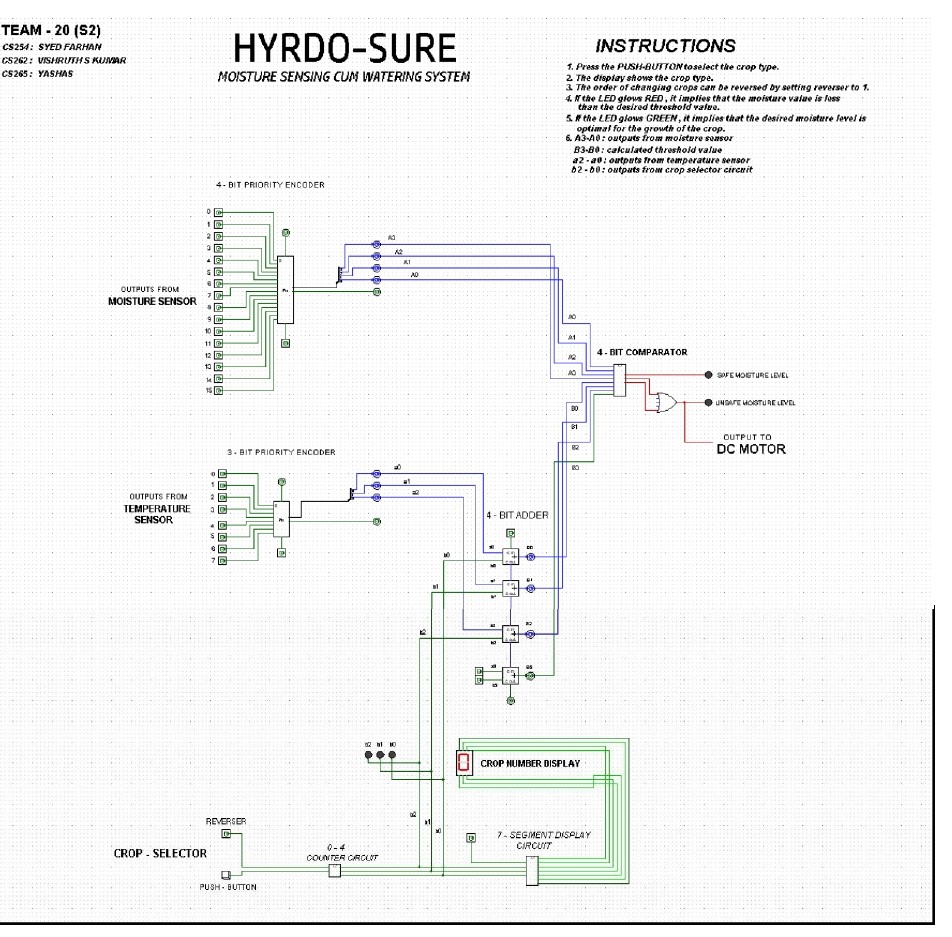 TEAM - 20 (S2)
CS254 : SYED FARHAN
CS262 : VISHRUTH S KUMAR
CS265 : YASHAS
HYRDO-SURE
MOISTURE SENSING CUM WATERING SYSTEM
INSTRUCTIONS
1. Press the PUSH-BUTTON to select the crop type.
2. The display shows the crop type.
3. The order of changing crops can be reversed by setting reverser to 1.
4. If the LED glows RED , it implies that the moisture value is less
than the desired threshold value.
5. If the LED glows GREEN , it implies that the desired moisture level is
optimal for the growth of the crop.
6. A3-A0 : outputs from moisture sensor
B3-B0 : calculated threshold value
a2 - a0 : outputs from temperature sensor
b2 - b0 : outputs from crop selector circuit
4 - BIT PRIORITY ENCODER
0
1
2
3
4
5
6
7
8
9
10
11
12
13
14
15
OUTPUTS FROM
MOISTURE SENSOR
Pri
A3
A2
A1
A0
A0
A1
A2
A3
4 - BIT COMPARATOR
SAFE MOISTURE LEVEL
UNSAFE MOISTURE LEVEL
OUTPUT TO
DC MOTOR
B0
B1
B2
B3
3 - BIT PRIORITY ENCODER
0
1
2
3
4
5
6
7
OUTPUTS FROM
TEMPERATURE
SENSOR
Pri
a0
a1
a2
4 - BIT ADDER
b0
b1
b2
b2 b1 b0
CROP NUMBER DISPLAY
REVERSER
CROP - SELECTOR
PUSH - BUTTON
0 - 4
COUNTER CIRCUIT
7 - SEGMENT DISPLAY
CIRCUIT